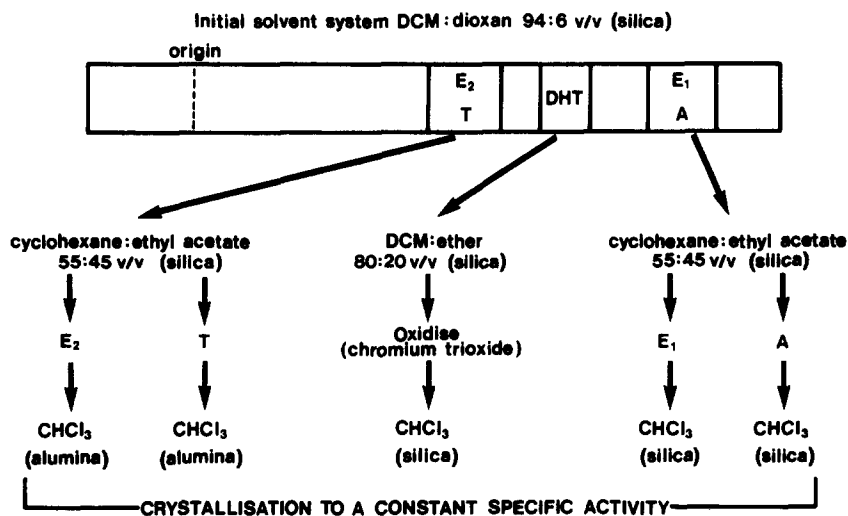 Initial solvent system DCM:dioxan 94:6 v/v (silica)
origin
E₂
T
DHT
E₁
A
cyclohexane:ethyl acetate
55:45 v/v (silica)
DCM:ether
80:20 v/v (silica)
cyclohexane:ethyl acetate
55:45 v/v (silica)
E₂
T
Oxidise
(chromium trioxide)
E₁
A
CHCl₃
(alumina)
CHCl₃
(alumina)
CHCl₃
(silica)
CHCl₃
(silica)
CHCl₃
(silica)
CRYSTALLISATION TO A CONSTANT SPECIFIC ACTIVITY